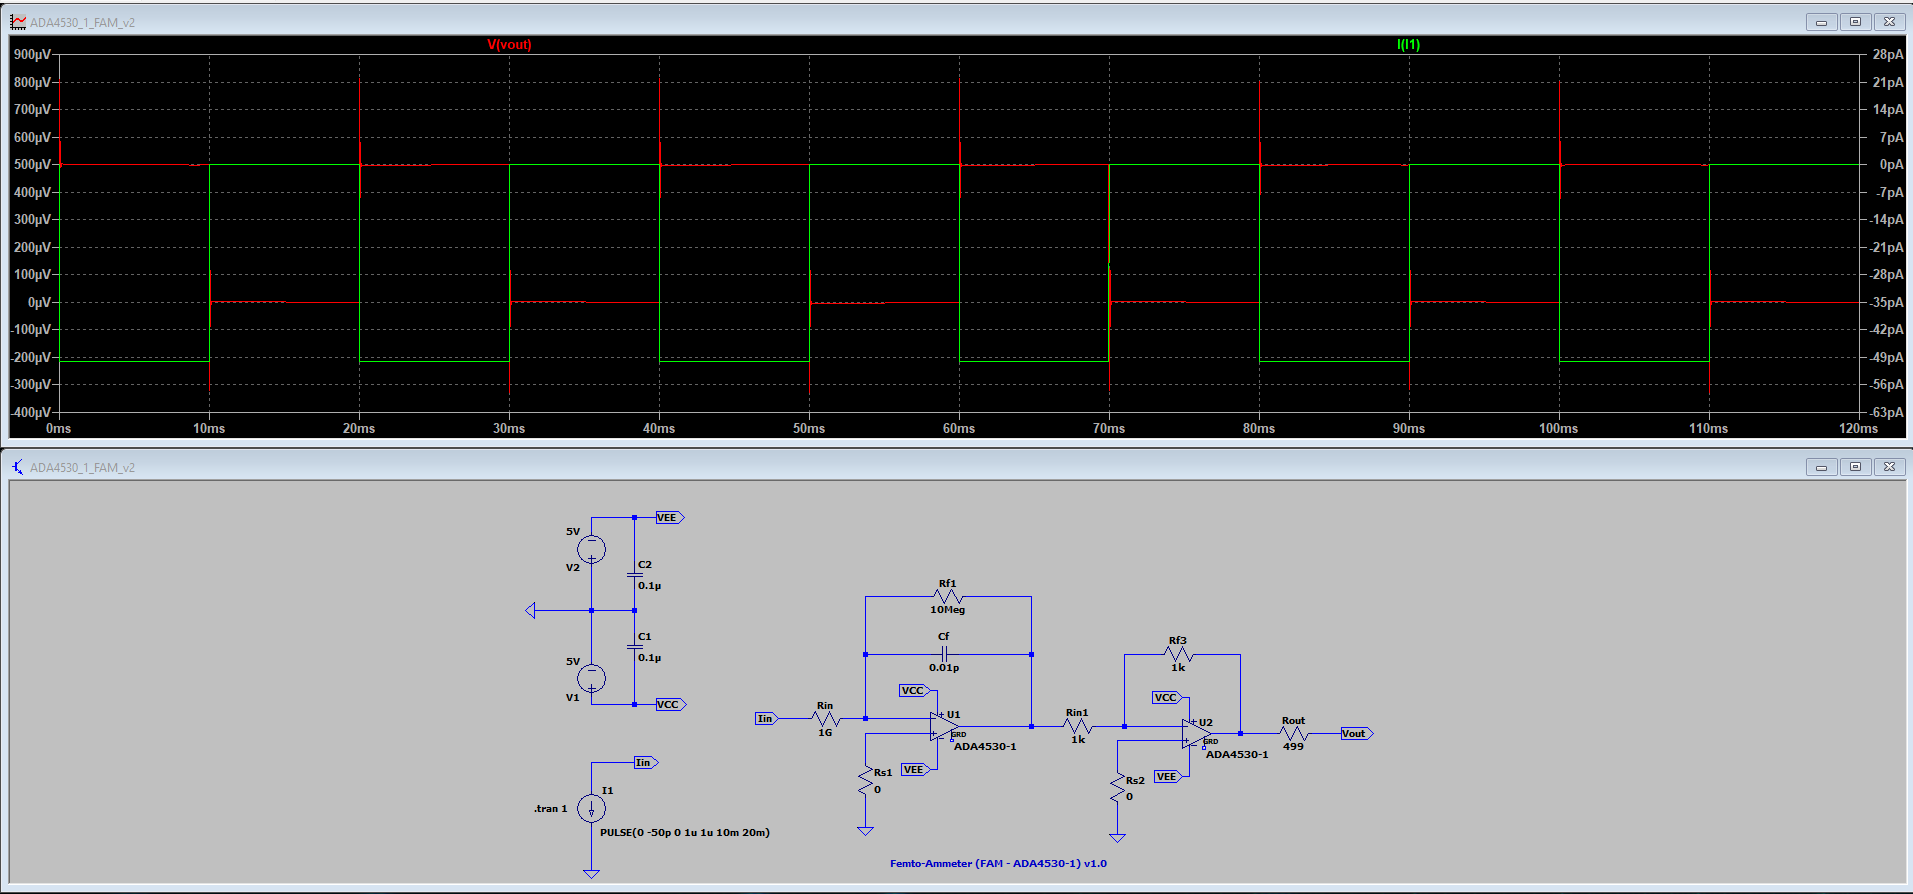 ADA4530_1_FAM_v2
V(vout) I(I1)
900µV 28pA
800µV 21pA
700µV 14pA
600µV 7pA
500µV 0pA
400µV -7pA
300µV -14pA
200µV -21pA
100µV -28pA
0µV -35pA
-100µV -42pA
-200µV -49pA
-300µV -56pA
-400µV -63pA
0ms 10ms 20ms 30ms 40ms 50ms 60ms 70ms 80ms 90ms 100ms 110ms 120ms
ADA4530_1_FAM_v2
VEE
5V
V2
C2
0.1µ
C1
0.1µ
5V
V1
VCC
Iin
I1
.tran 1
PULSE(0 -50p 0 1u 1u 10m 20m)
Rf1
10Meg
Cf
0.01p
VCC
Iin
Rin
1G
U1
GRD
ADA4530-1
VEE
Rs1
0
Rin1
1k
Rf3
1k
VCC
U2
GRD
ADA4530-1
VEE
Rs2
0
Rout
499
Vout
Femto-Ammeter (FAM - ADA4530-1) v1.0